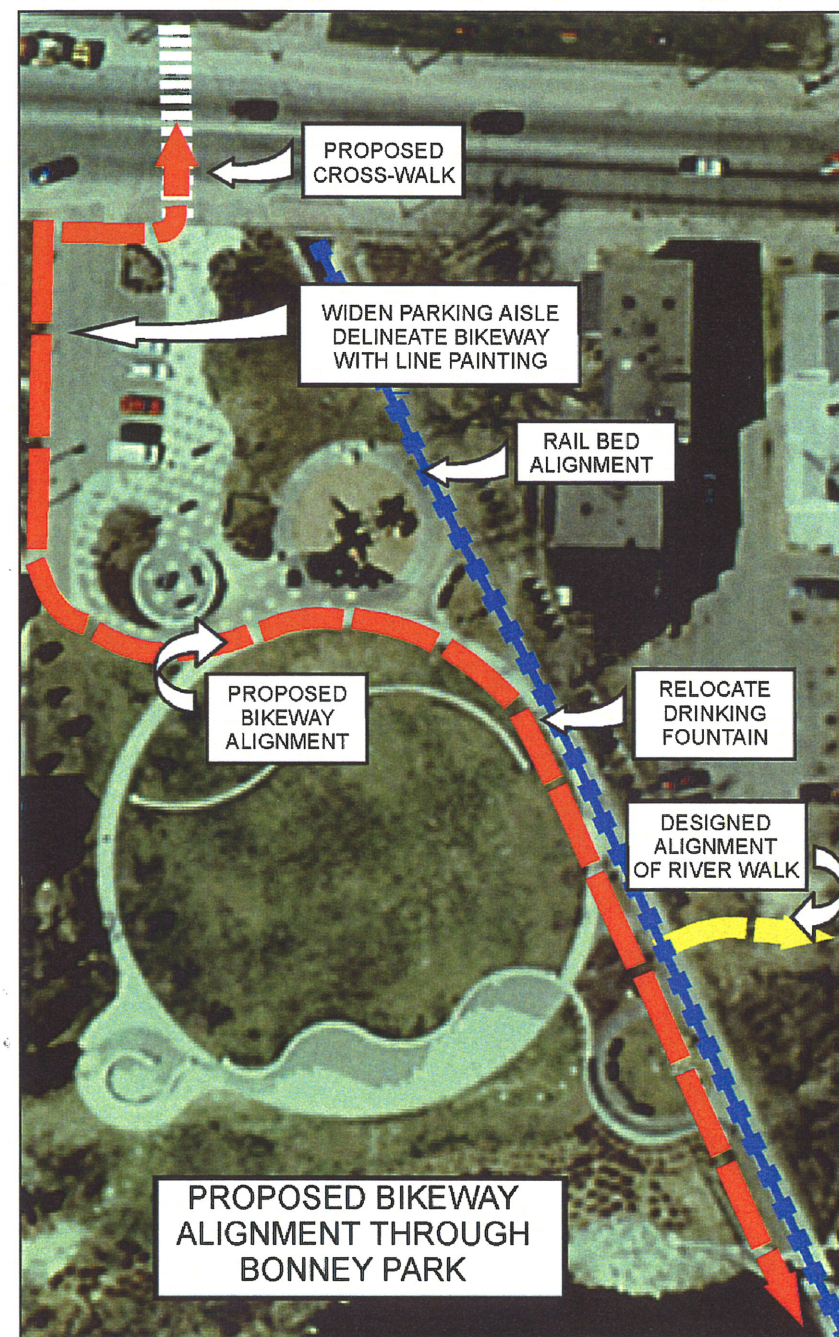 PROPOSED
CROSS-WALK
WIDEN PARKING AISLE
DELINEATE BIKEWAY
WITH LINE PAINTING
RAIL BED
ALIGNMENT
PROPOSED
BIKEWAY
ALIGNMENT
RELOCATE
DRINKING
FOUNTAIN
DESIGNED
ALIGNMENT
OF RIVER WALK
PROPOSED BIKEWAY
ALIGNMENT THROUGH
BONNEY PARK